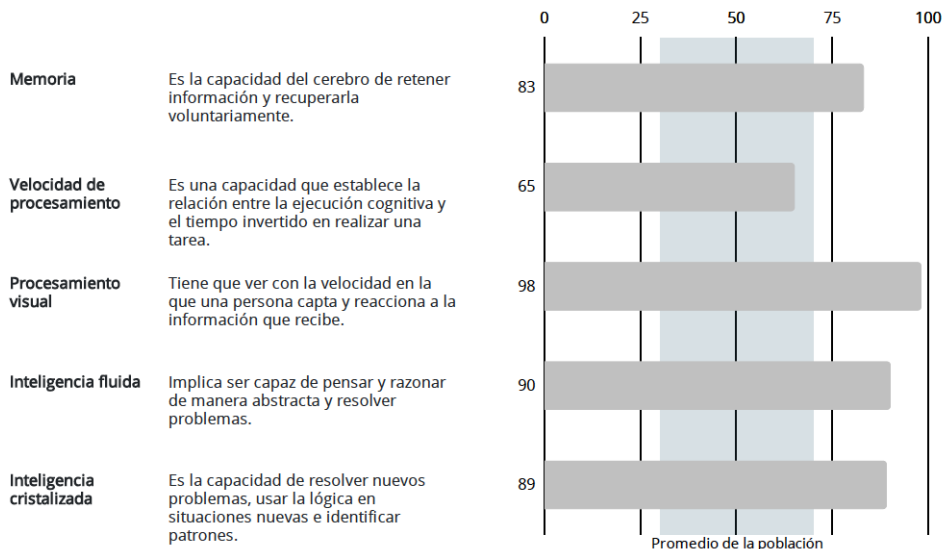 0 25 50 75 100
Memoria
Es la capacidad del cerebro de retener
información y recuperarla
voluntariamente.
83
Velocidad de
procesamiento
Es una capacidad que establece la
relación entre la ejecución cognitiva y
el tiempo invertido en realizar una
tarea.
65
Procesamiento
visual
Tiene que ver con la velocidad en la
que una persona capta y reacciona a la
información que recibe.
98
Inteligencia fluida
Implica ser capaz de pensar y razonar
de manera abstracta y resolver
problemas.
90
Inteligencia
cristalizada
Es la capacidad de resolver nuevos
problemas, usar la lógica en
situaciones nuevas e identificar
patrones.
89
Promedio de la población